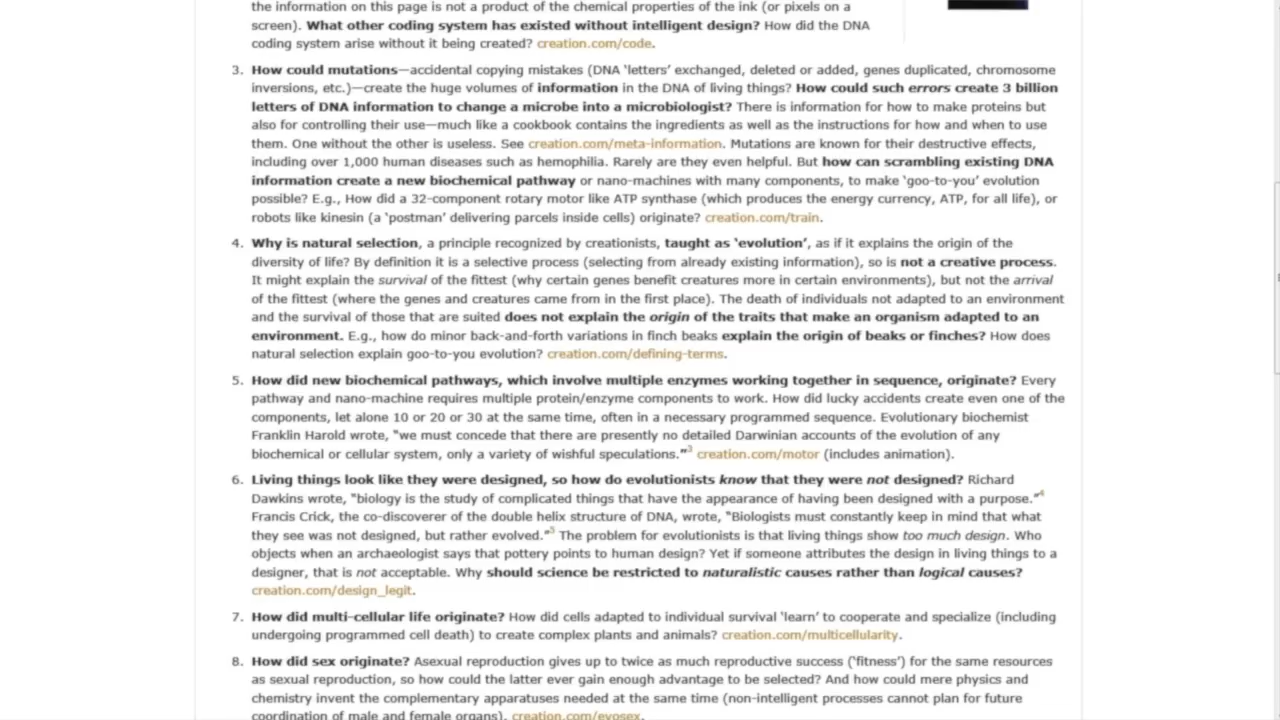 the information on this page is not a product of the chemical properties of the ink (or pixels on a
screen). What other coding system has existed without intelligent design? How did the DNA
coding system arise without it being created? creation.com/code.
3. How could mutations—accidental copying mistakes (DNA ‘letters’ exchanged, deleted or added, genes duplicated, chromosome
inversions, etc.)—create the huge volumes of information in the DNA of living things? How could such errors create 3 billion
letters of DNA information to change a microbe into a microbiologist? There is information for how to make proteins but
also for controlling their use—much like a cookbook contains the ingredients as well as the instructions for how and when to use
them. One without the other is useless. See creation.com/meta-information. Mutations are known for their destructive effects,
including over 1,000 human diseases such as hemophilia. Rarely are they even helpful. But how can scrambling existing DNA
information create a new biochemical pathway or nano-machines with many components, to make ‘goo-to-you’ evolution
possible? E.g., How did a 32-component rotary motor like ATP synthase (which produces the energy currency, ATP, for all life), or
robots like kinesin (a ‘postman’ delivering parcels inside cells) originate? creation.com/train.
4. Why is natural selection, a principle recognized by creationists, taught as ‘evolution’, as if it explains the origin of the
diversity of life? By definition it is a selective process (selecting from already existing information), so is not a creative process.
It might explain the survival of the fittest (why certain genes benefit creatures more in certain environments), but not the arrival
of the fittest (where the genes and creatures came from in the first place). The death of individuals not adapted to an environment
and the survival of those that are suited does not explain the origin of the traits that make an organism adapted to an
environment. E.g., how do minor back-and-forth variations in finch beaks explain the origin of beaks or finches? How does
natural selection explain goo-to-you evolution? creation.com/defining-terms.
5. How did new biochemical pathways, which involve multiple enzymes working together in sequence, originate? Every
pathway and nano-machine requires multiple protein/enzyme components to work. How did lucky accidents create even one of the
components, let alone 10 or 20 or 30 at the same time, often in a necessary programmed sequence. Evolutionary biochemist
Franklin Harold wrote, “we must concede that there are presently no detailed Darwinian accounts of the evolution of any
biochemical or cellular system, only a variety of wishful speculations.”3 creation.com/motor (includes animation).
6. Living things look like they were designed, so how do evolutionists know that they were not designed? Richard
Dawkins wrote, “biology is the study of complicated things that have the appearance of having been designed with a purpose.”4
Francis Crick, the co-discoverer of the double helix structure of DNA, wrote, “Biologists must constantly keep in mind that what
they see was not designed, but rather evolved.”5 The problem for evolutionists is that living things show too much design. Who
objects when an archaeologist says that pottery points to human design? Yet if someone attributes the design in living things to a
designer, that is not acceptable. Why should science be restricted to naturalistic causes rather than logical causes?
creation.com/design_legit.
7. How did multi-cellular life originate? How did cells adapted to individual survival ‘learn’ to cooperate and specialize (including
undergoing programmed cell death) to create complex plants and animals? creation.com/multicellularity.
8. How did sex originate? Asexual reproduction gives up to twice as much reproductive success (‘fitness’) for the same resources
as sexual reproduction, so how could the latter ever gain enough advantage to be selected? And how could mere physics and
chemistry invent the complementary apparatuses needed at the same time (non-intelligent processes cannot plan for future
coordination of male and female organs). creation.com/evosex.